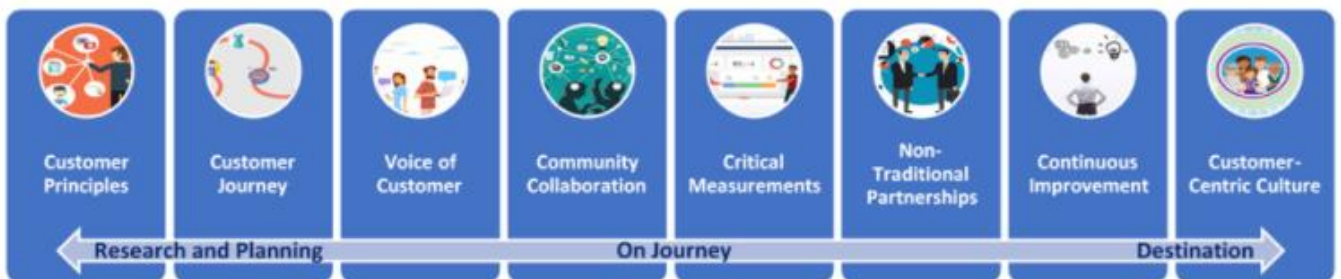 Customer
Principles
Customer
Journey
Voice of
Customer
Community
Collaboration
Critical
Measurements
Non-
Traditional
Partnerships
Continuous
Improvement
Customer-
Centric Culture
Research and Planning
On Journey
Destination